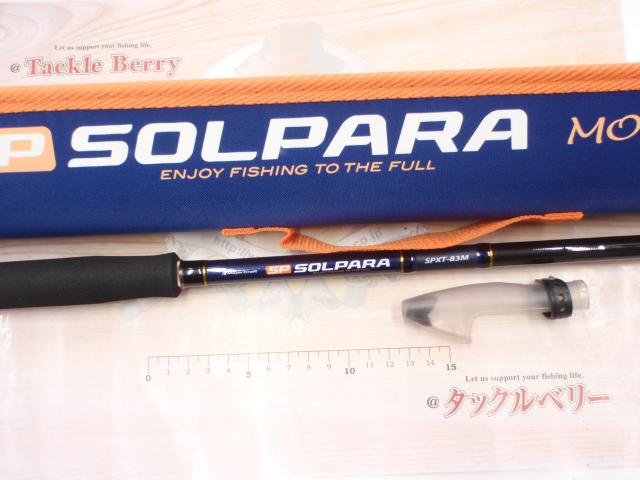 Let us support your fishing life.
@ Tackle Berry
SP SOLPARA MO
ENJOY FISHING TO THE FULL
SP SOLPARA SPXT-83M
0 5 10 15
Let us support your fishing life.
@ タックルベリー